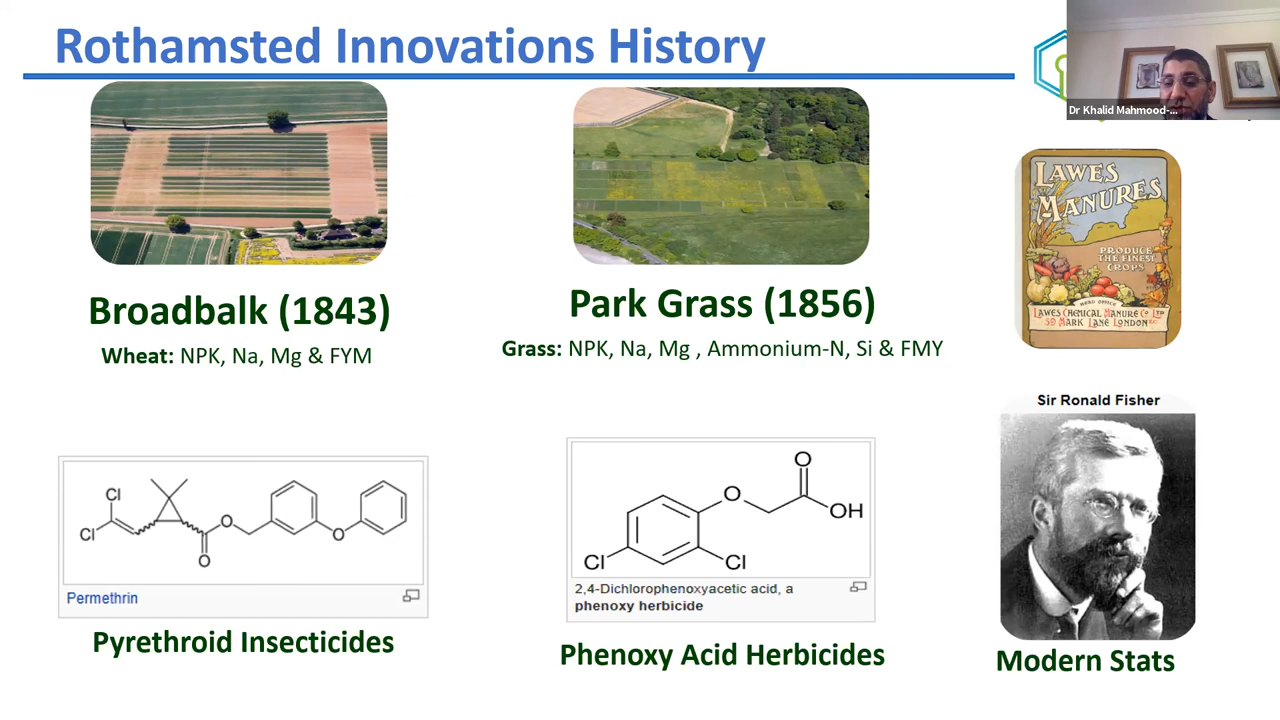 Rothamsted Innovations History
Dr Khalid Mahmood-...
LAWES
MANURES
PRODUCE
THE FINEST
CROPS
HEAD OFFICE
LAWES CHEMICAL MANURE Co LTD
59 MARK LANE LONDON E.C.
Broadbalk (1843)
Wheat: NPK, Na, Mg & FYM
Park Grass (1856)
Grass: NPK, Na, Mg , Ammonium-N, Si & FMY
Sir Ronald Fisher
Cl
Cl
O
O
O
Permethrin
Pyrethroid Insecticides
O
O
OH
Cl
Cl
2,4-Dichlorophenoxyacetic acid, a
phenoxy herbicide
Phenoxy Acid Herbicides
Modern Stats